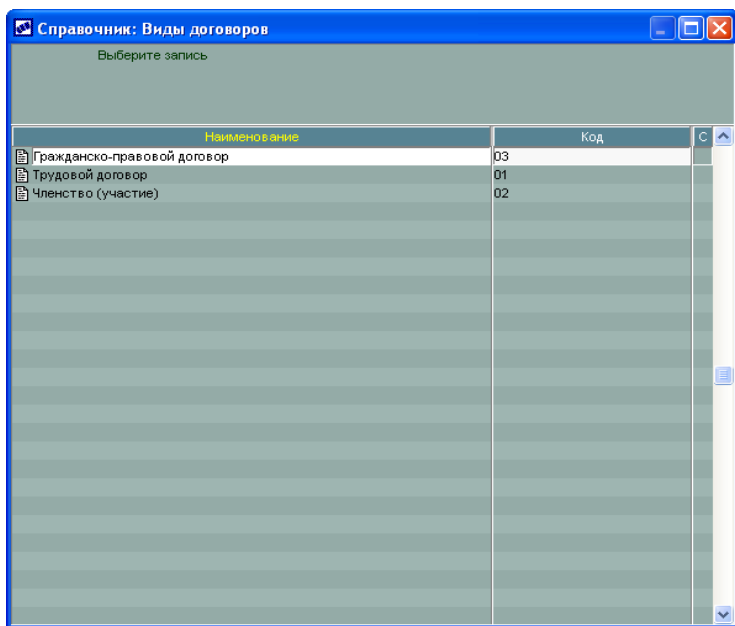 Справочник: Виды договоров
Выберите запись
Наименование Код С
Гражданско-правовой договор 03
Трудовой договор 01
Членство (участие) 02